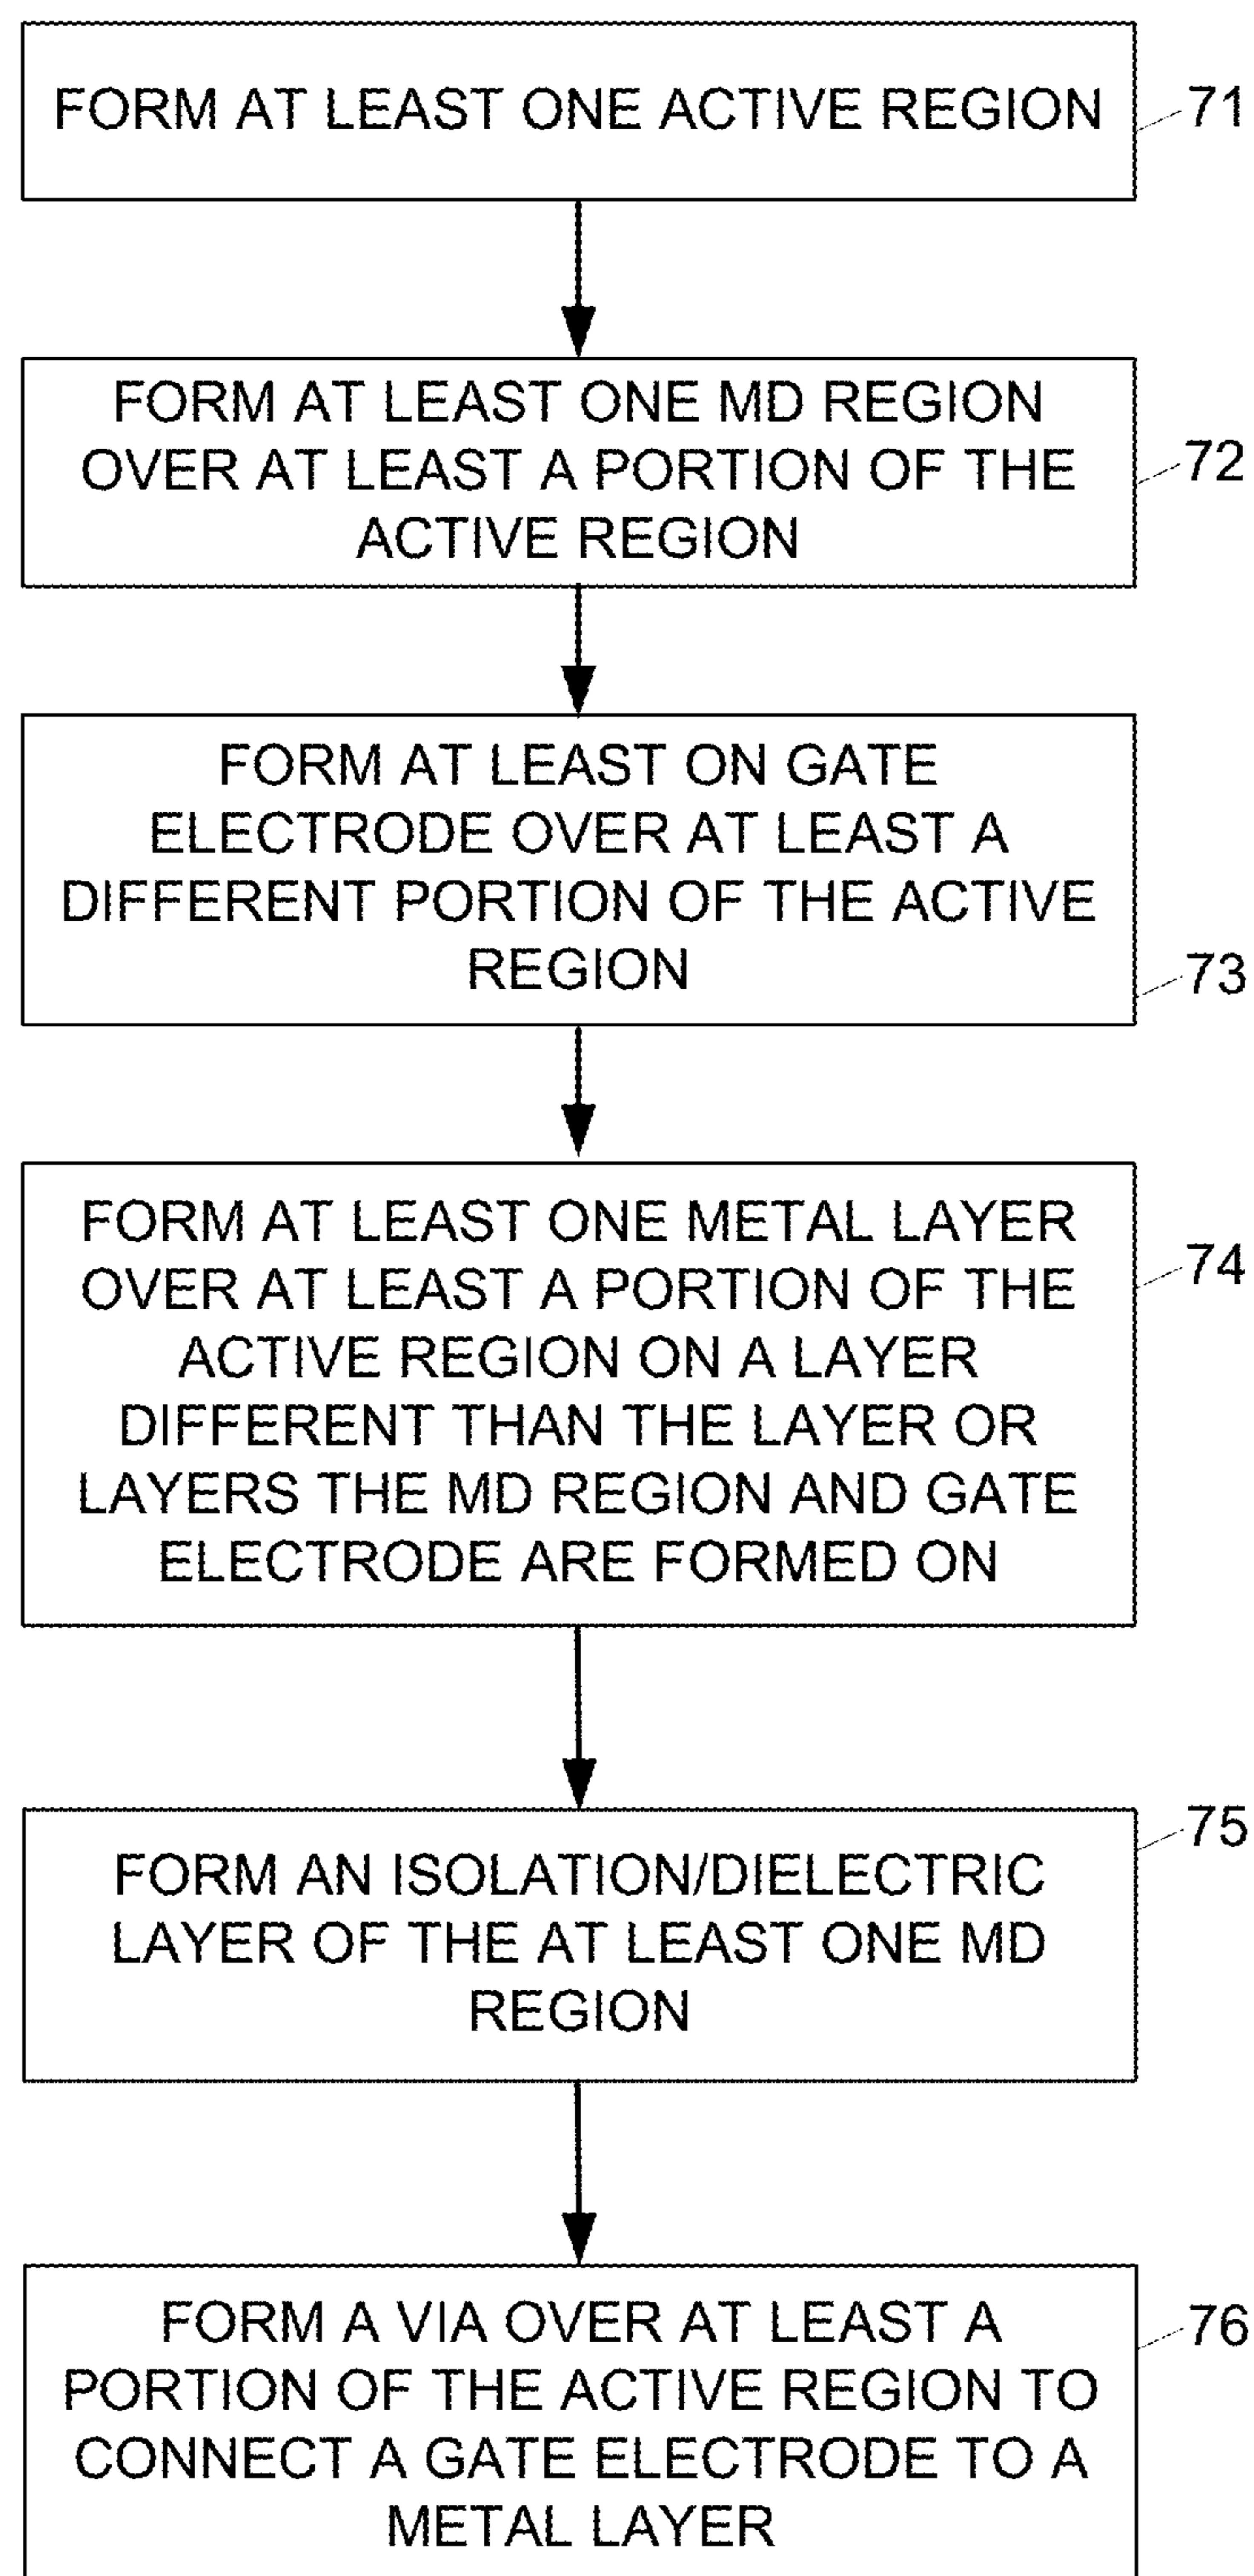 FORM AT LEAST ONE ACTIVE REGION
71
FORM AT LEAST ONE MD REGION
OVER AT LEAST A PORTION OF THE
ACTIVE REGION
72
FORM AT LEAST ON GATE
ELECTRODE OVER AT LEAST A
DIFFERENT PORTION OF THE ACTIVE
REGION
73
FORM AT LEAST ONE METAL LAYER
OVER AT LEAST A PORTION OF THE
ACTIVE REGION ON A LAYER
DIFFERENT THAN THE LAYER OR
LAYERS THE MD REGION AND GATE
ELECTRODE ARE FORMED ON
74
FORM AN ISOLATION/DIELECTRIC
LAYER OF THE AT LEAST ONE MD
REGION
75
FORM A VIA OVER AT LEAST A
PORTION OF THE ACTIVE REGION TO
CONNECT A GATE ELECTRODE TO A
METAL LAYER
76